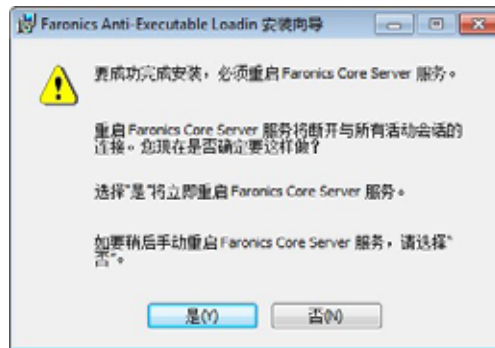 Faronics Anti-Executable Loadin 安装向导
要成功完成安装，必须重启 Faronics Core Server 服务。
重启 Faronics Core Server 服务将断开与所有活动会话的
连接。您现在是否确定要这样做？
选择“是”将立即重启 Faronics Core Server 服务。
如要稍后手动重启 Faronics Core Server 服务，请选择“
否”。
是(Y)
否(N)